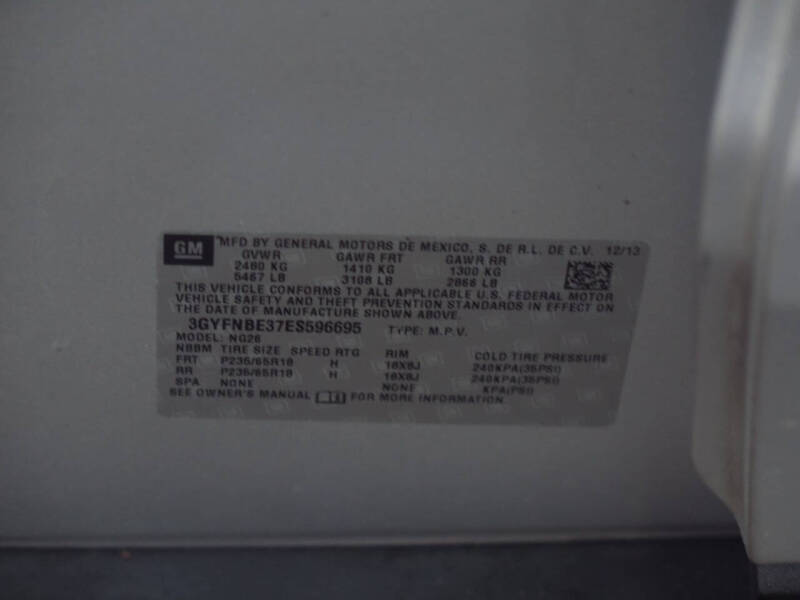 GM MFD BY GENERAL MOTORS DE MEXICO, S. DE R.L. DE C.V. 12/13
GVWR GAWR FRT GAWR RR
2480 KG 1410 KG 1300 KG
5467 LB 3108 LB 2866 LB
THIS VEHICLE CONFORMS TO ALL APPLICABLE U.S. FEDERAL MOTOR
VEHICLE SAFETY AND THEFT PREVENTION STANDARDS IN EFFECT ON
THE DATE OF MANUFACTURE SHOWN ABOVE.
3GYFNBE37ES596695 TYPE: M.P.V.
MODEL: NG26
NBBM TIRE SIZE SPEED RTG RIM COLD TIRE PRESSURE
FRT P235/65R18 H 18X8J 240KPA(35PSI)
RR P235/65R18 H 18X8J 240KPA(35PSI)
SPA NONE NONE KPA(PSI)
SEE OWNER'S MANUAL FOR MORE INFORMATION.